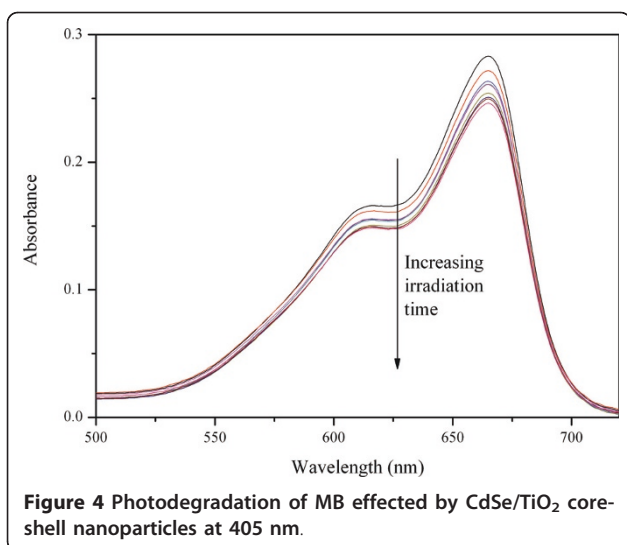 0.3
0.2
0.1
0.0
Absorbance
Increasing
irradiation
time
500
550
600
650
700
Wavelength (nm)
Figure 4 Photodegradation of MB effected by CdSe/TiO₂ core-
shell nanoparticles at 405 nm.